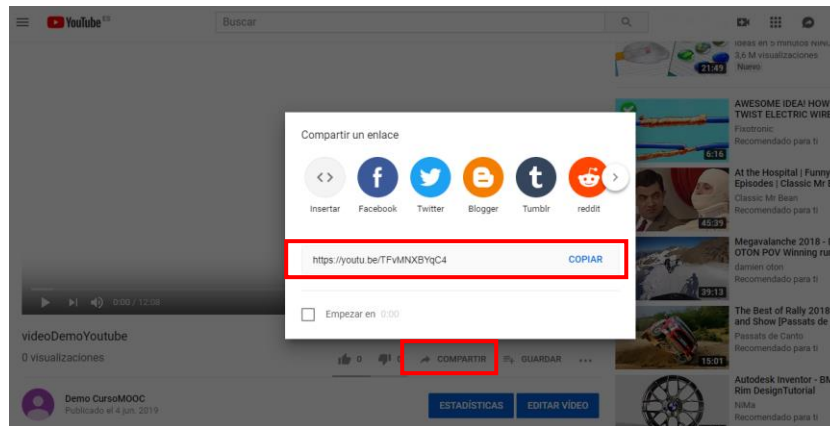 YouTube ES
Buscar
ideas en 5 minutos NINI
3,6 M visualizaciones
Nuevo
21:49
AWESOME IDEA! HOW
TWIST ELECTRIC WIRE
Fixotronic
Recomendado para ti
6:16
At the Hospital | Funny
Episodes | Classic Mr B
Classic Mr Bean
Recomendado para ti
45:39
Megavalanche 2018 -
OTON POV Winning ru
damien oton
Recomendado para ti
39:13
The Best of Rally 2018
and Show [Passats de
Passats de Canto
Recomendado para ti
15:01
Autodesk Inventor - BM
Rim DesignTutorial
NiMa
Recomendado para ti
Compartir un enlace
Insertar Facebook Twitter Blogger Tumblr reddit
https://youtu.be/TFvMNXBYqC4 COPIAR
Empezar en 0:00
0:00 / 12:08
videoDemoYoutube
0 visualizaciones
0 COMPARTIR GUARDAR
Demo CursoMOOC
Publicado el 4 jun. 2019
ESTADÍSTICAS EDITAR VÍDEO